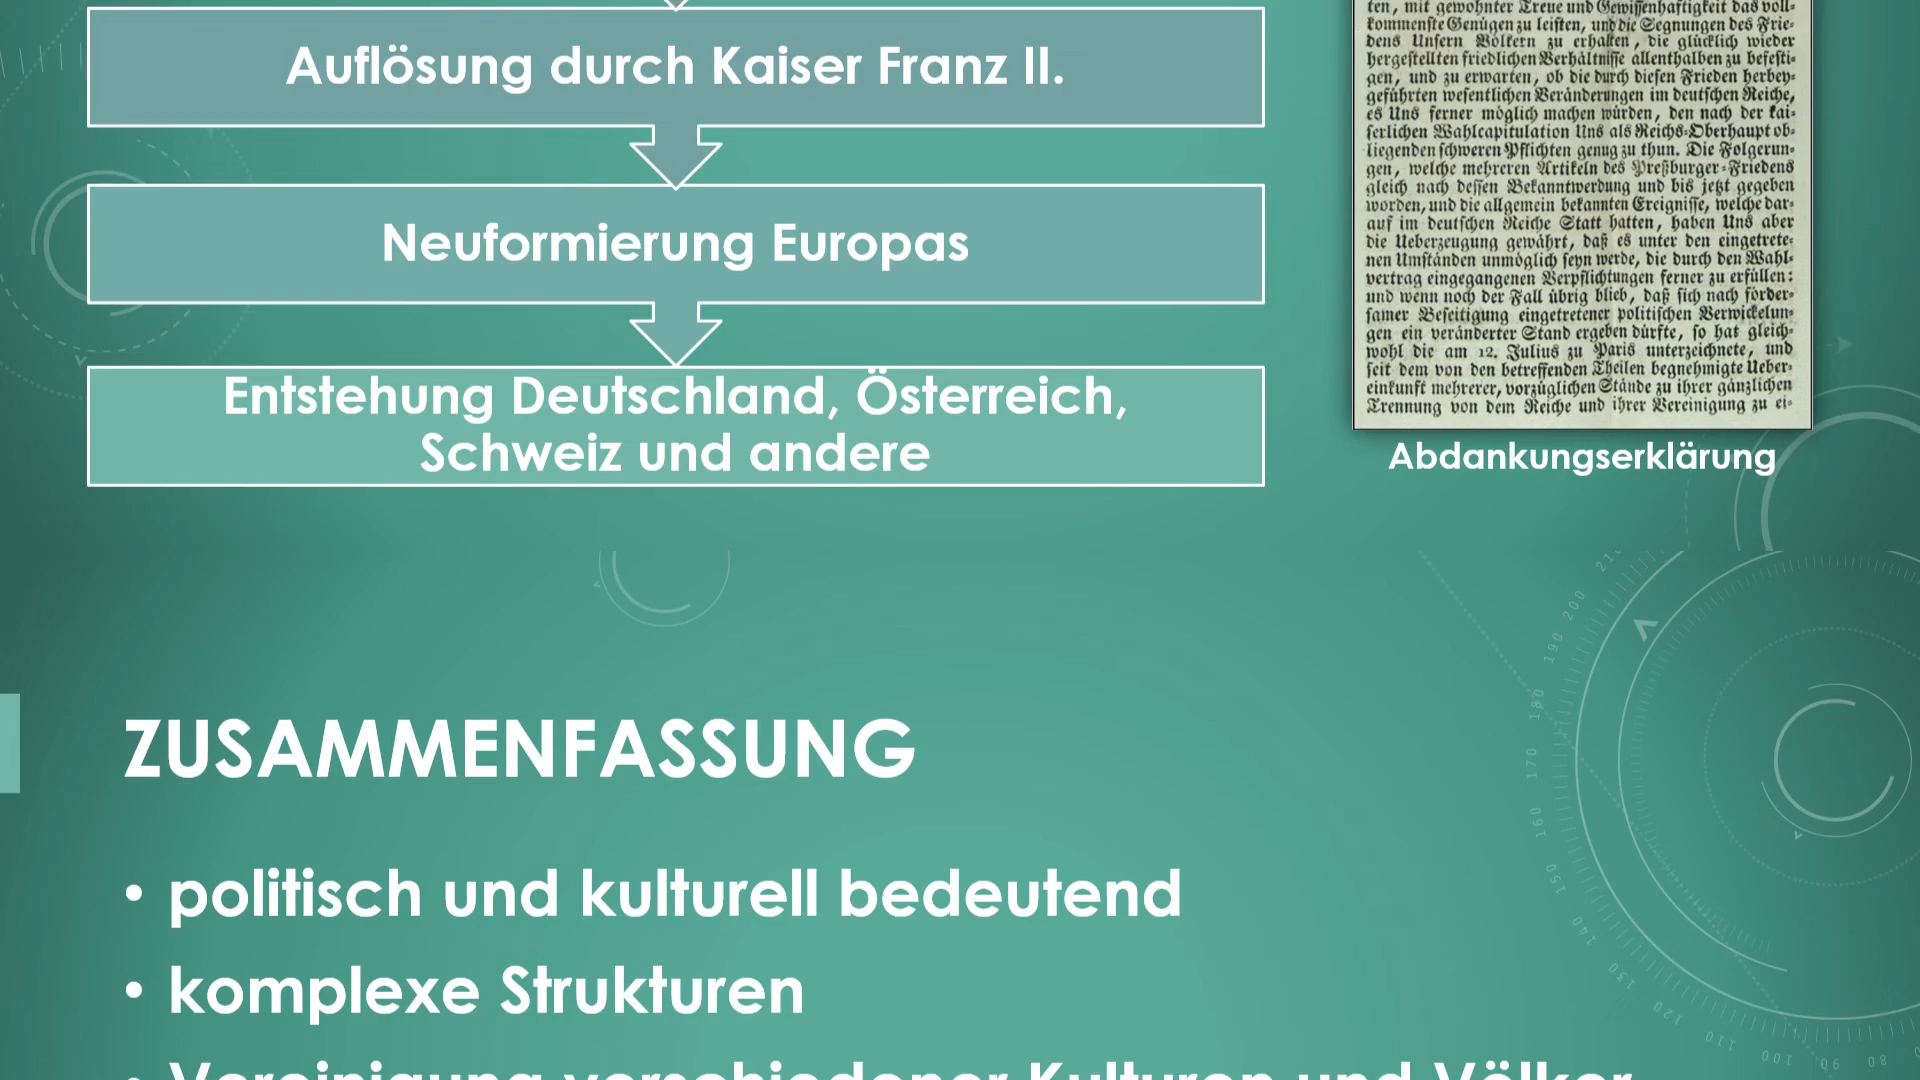 Auflösung durch Kaiser Franz II.
Neuformierung Europas
Entstehung Deutschland, Österreich,
Schweiz und andere
ten, mit gewohnter Treue und Gewissenhaftigkeit das voll-
kommenste Genügen zu leisten, und die Segnungen des Frie-
dens Unsern Völkern zu erhalten, die glücklich wieder
hergestellten friedlichen Verhältnisse allenthalben zu befesti-
gen, und zu erwarten, ob die durch diesen Frieden herbey-
geführten wesentlichen Veränderungen im deutschen Reiche,
es Uns ferner möglich machen würden, den nach der kai-
serlichen Wahlcapitulation Uns als Reichs-Oberhaupt ob-
liegenden schweren Pflichten genug zu thun. Die Folgerun-
gen, welche mehreren Artikeln des Preßburger-Friedens
gleich nach dessen Bekanntwerdung und bis jetzt gegeben
worden, und die allgemein bekannten Ereignisse, welche dar-
auf im deutschen Reiche Statt hatten, haben Uns aber
die Ueberzeugung gewährt, daß es unter den eingetrete-
nen Umständen unmöglich seyn werde, die durch den Wahl-
vertrag eingegangenen Verpflichtungen ferner zu erfüllen:
und wenn noch der Fall übrig blieb, daß sich nach förder-
samer Beseitigung eingetretener politischen Verwickelun-
gen ein veränderter Stand ergeben dürfte, so hat gleich-
wohl die am 12. Julius zu Paris unterzeichnete, und
seit dem von den betreffenden Theilen begnehmigte Ueber-
einkunft mehrerer, vorzüglichen Stände zu ihrer gänzlichen
Trennung von dem Reiche und ihrer Vereinigung zu ei-
Abdankungserklärung
ZUSAMMENFASSUNG
• politisch und kulturell bedeutend
• komplexe Strukturen
• Vereinigung verschiedener Kulturen und Völker